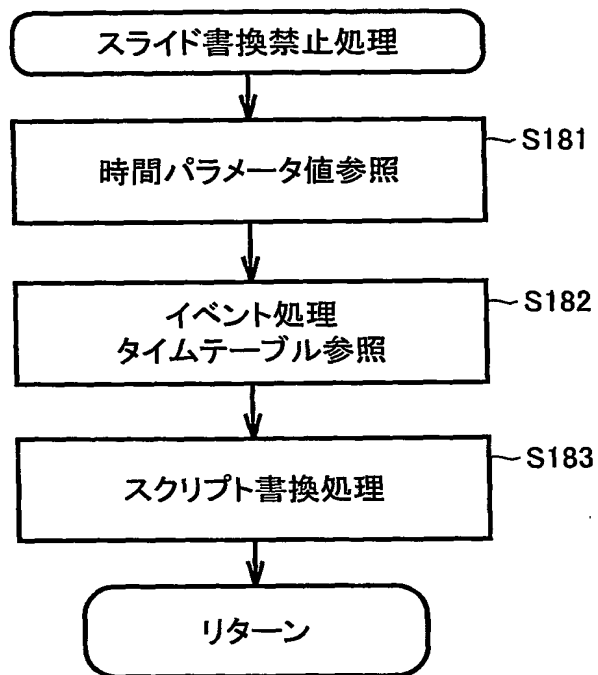 スライド書換禁止処理
S181
時間パラメータ値参照
S182
イベント処理
タイムテーブル参照
S183
スクリプト書換処理
リターン